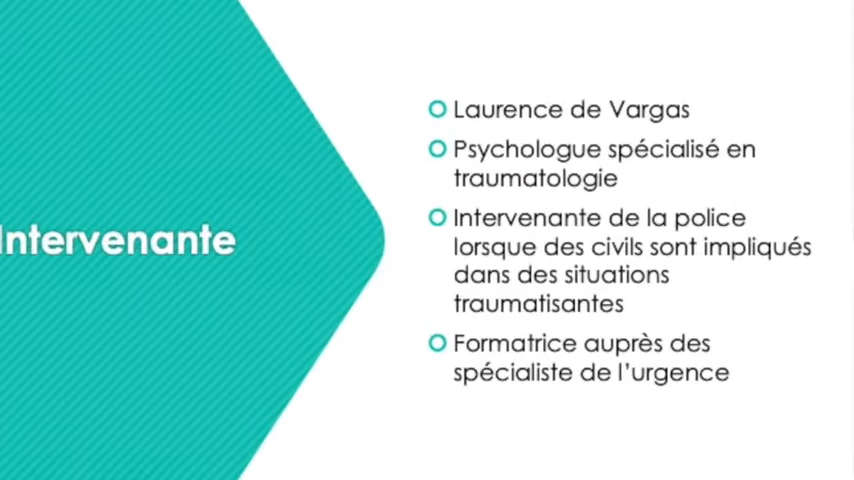 Intervenante
Laurence de Vargas
Psychologue spécialisé en
traumatologie
Intervenante de la police
lorsque des civils sont impliqués
dans des situations
traumatisantes
Formatrice auprès des
spécialiste de l'urgence